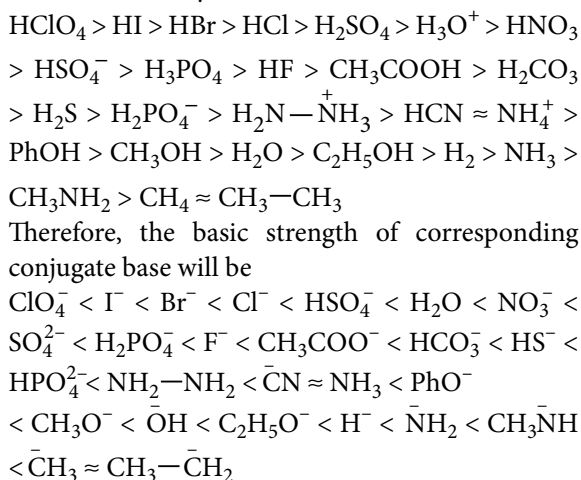 HClO₄ > HI > HBr > HCl > H₂SO₄ > H₃O⁺ > HNO₃
> HSO₄⁻ > H₃PO₄ > HF > CH₃COOH > H₂CO₃
> H₂S > H₂PO₄⁻ > H₂N—N⁺H₃ > HCN ≈ NH₄⁺ >
PhOH > CH₃OH > H₂O > C₂H₅OH > H₂ > NH₃ >
CH₃NH₂ > CH₄ ≈ CH₃—CH₃
Therefore, the basic strength of corresponding
conjugate base will be
ClO₄⁻ < I⁻ < Br⁻ < Cl⁻ < HSO₄⁻ < H₂O < NO₃⁻ <
SO₄²⁻ < H₂PO₄⁻ < F⁻ < CH₃COO⁻ < HCO₃⁻ < HS⁻ <
HPO₄²⁻ < NH₂—NH₂ < C̄N ≈ NH₃ < PhO⁻
< CH₃O⁻ < ŌH < C₂H₅O⁻ < H⁻ < N̄H₂ < CH₃N̄H
< C̄H₃ ≈ CH₃—C̄H₂